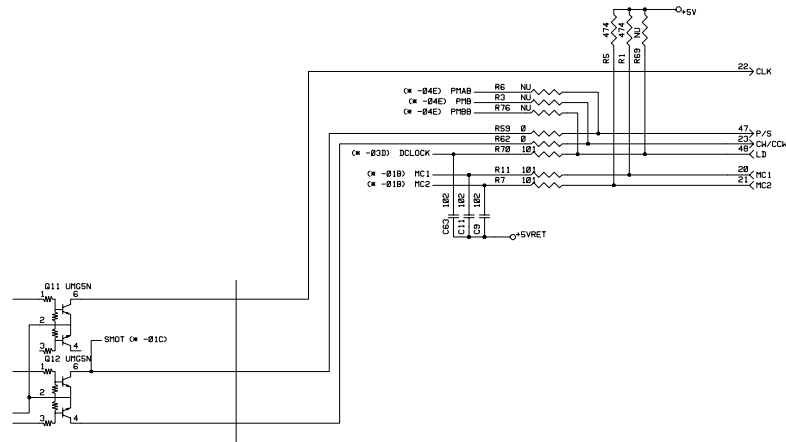 +5V
474
474
NU
R5
R1
R69
22 CLK
(* -04E) PMAB R6 NU
(* -04E) PMB R3 NU
(* -04E) PMBB R76 NU
R59 0 47 P/S
R62 0 23 CW/CCW
(* -03D) DCLOCK R70 101 48 LD
(* -01B) MC1 R11 101 20 MC1
(* -01B) MC2 R7 101 21 MC2
102
102
102
C63
C11
C9
+5VRET
Q11 UMG5N
1 6
2
3 4
SMOT (* -01C)
Q12 UMG5N
1 6
2
3 4